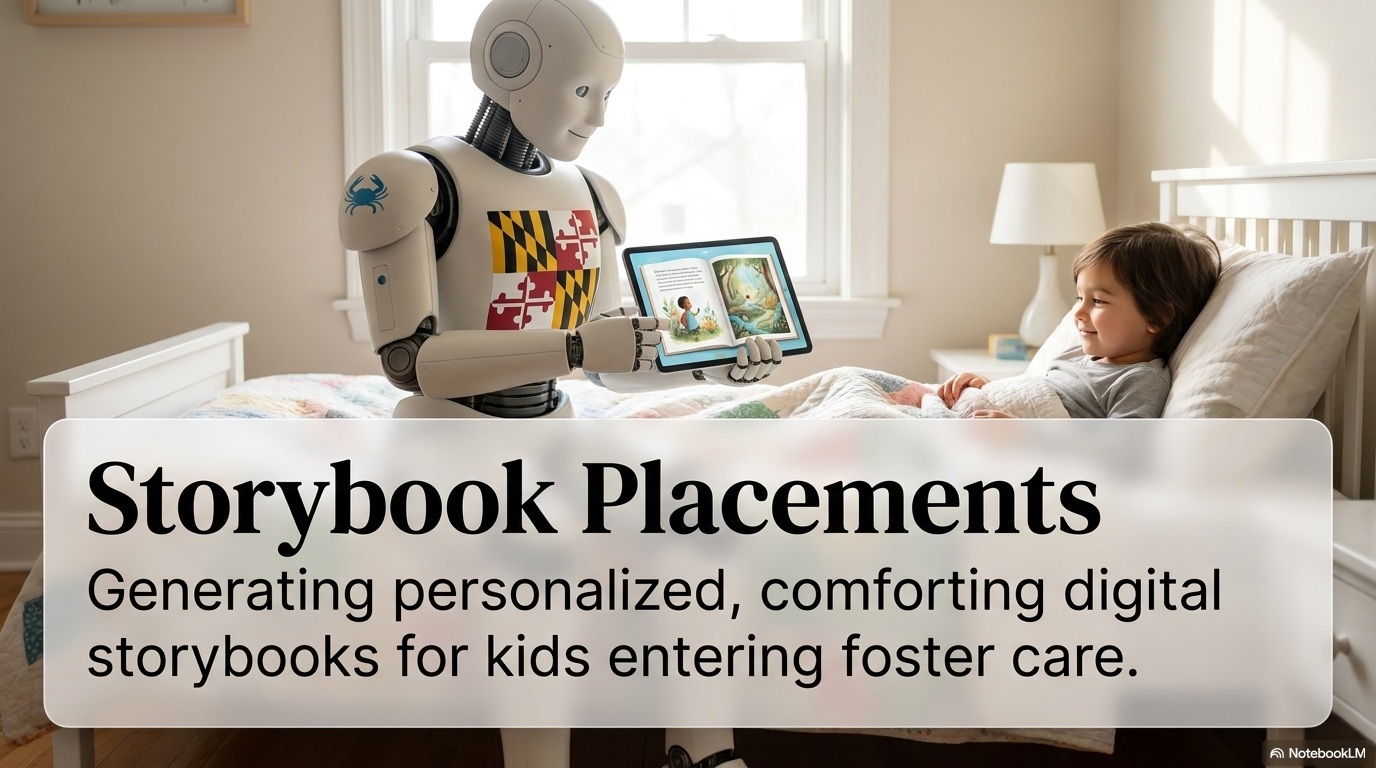 Storybook Placements
Generating personalized, comforting digital
storybooks for kids entering foster care.
NotebookLM